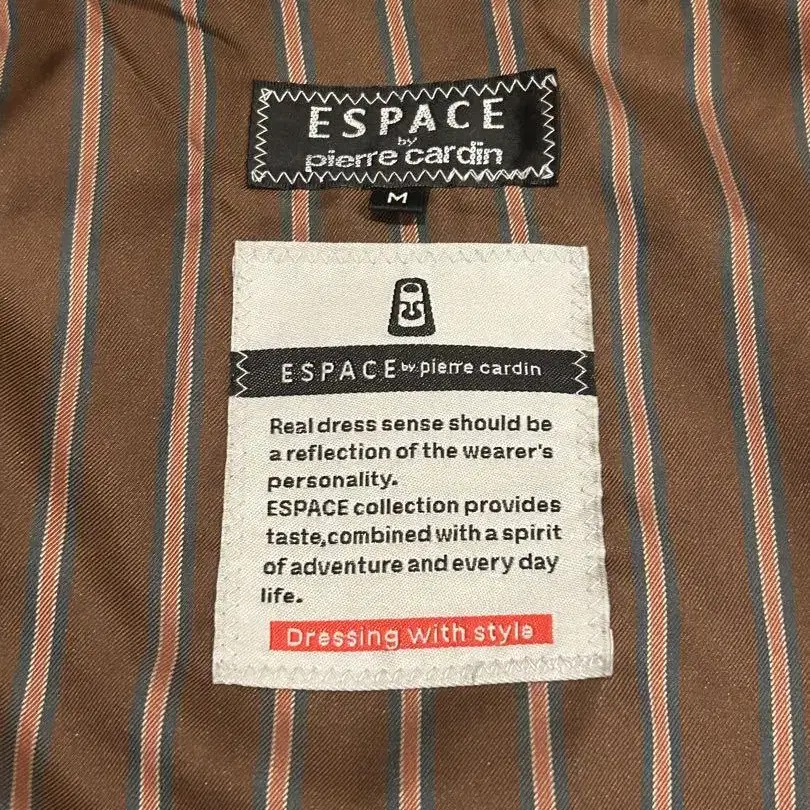 ESPACE
by
pierre cardin
M
ESPACE by pierre cardin
Real dress sense should be
a reflection of the wearer's
personality.
ESPACE collection provides
taste,combined with a spirit
of adventure and every day
life.
Dressing with style